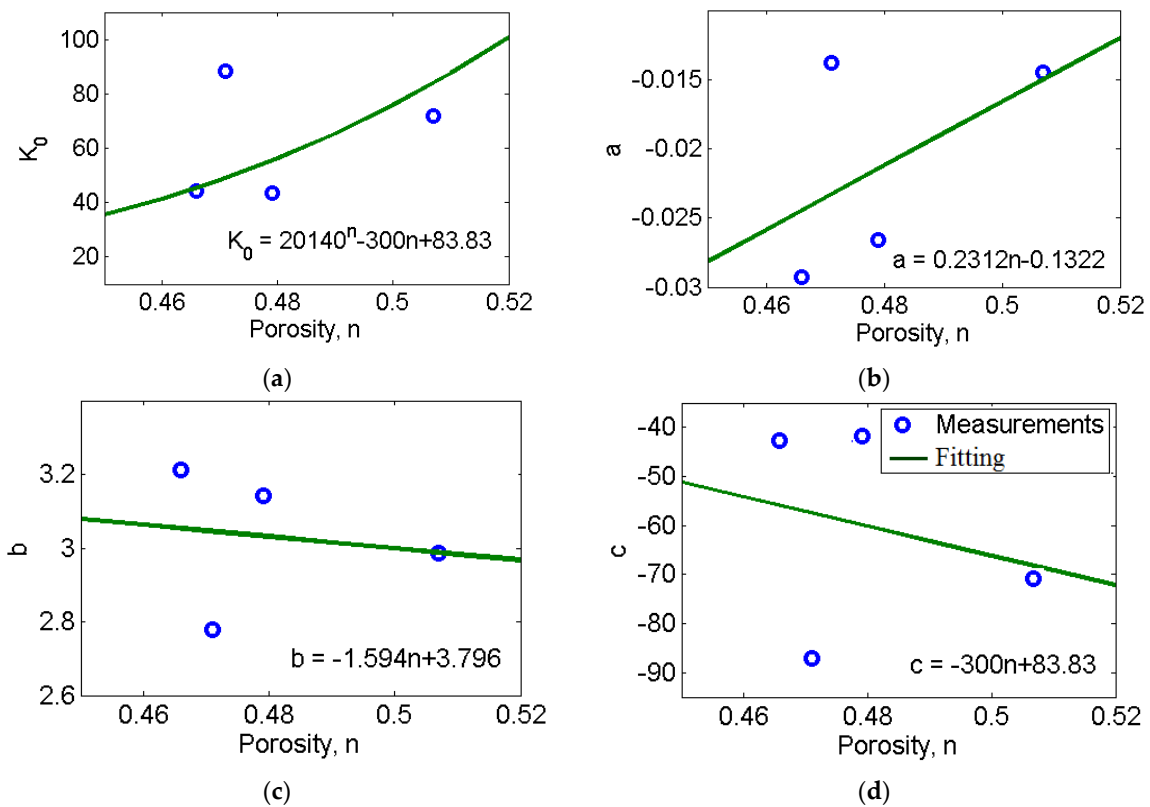 100
80
60
40
20
K₀
K₀ = 20140ⁿ-300n+83.83
0.46 0.48 0.5 0.52
Porosity, n
(a)
-0.015
-0.02
-0.025
-0.03
a
a = 0.2312n-0.1322
0.46 0.48 0.5 0.52
Porosity, n
(b)
3.2
3
2.8
2.6
b
b = -1.594n+3.796
0.46 0.48 0.5 0.52
Porosity, n
(c)
-40
-50
-60
-70
-80
-90
c
Measurements
Fitting
c = -300n+83.83
0.46 0.48 0.5 0.52
Porosity, n
(d)